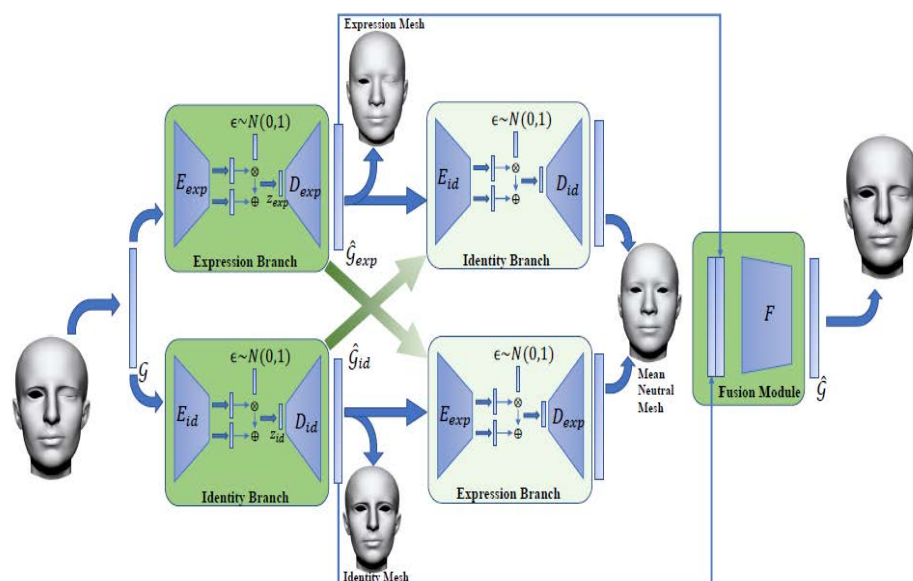 Expression Mesh
ϵ~N(0,1)
E_exp
z_exp
D_exp
Expression Branch
Ĝ_exp
ϵ~N(0,1)
E_id
D_id
Identity Branch
G
ϵ~N(0,1)
E_id
z_id
D_id
Identity Branch
Ĝ_id
Identity Mesh
ϵ~N(0,1)
E_exp
D_exp
Expression Branch
Mean
Neutral
Mesh
F
Fusion Module
Ĝ